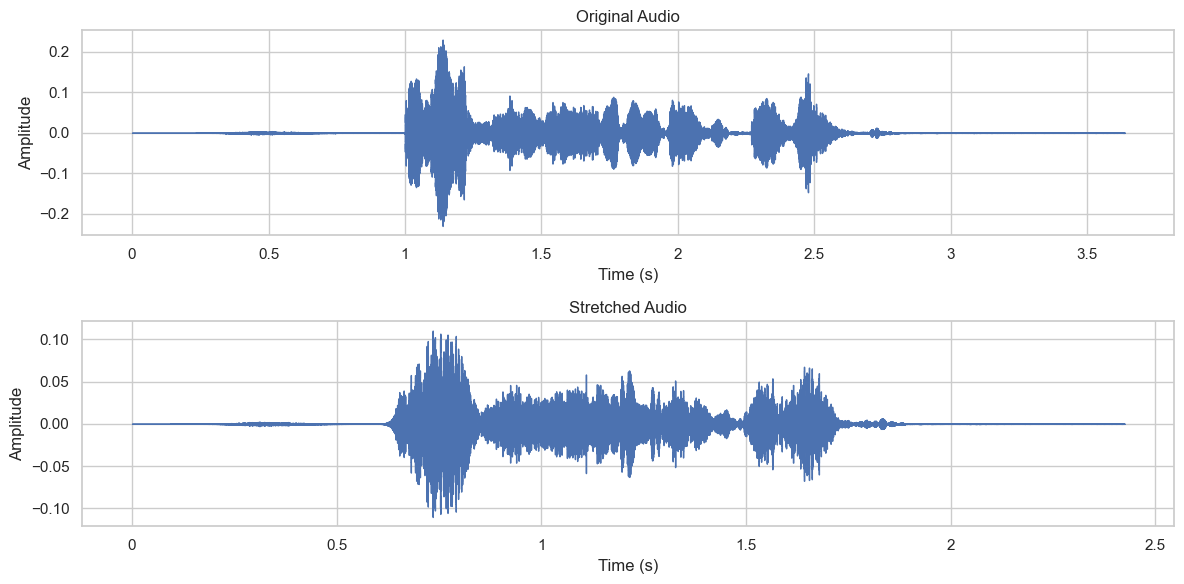 Original Audio
0.2
0.1
0.0
−0.1
−0.2
Amplitude
0 0.5 1 1.5 2 2.5 3 3.5
Time (s)
Stretched Audio
0.10
0.05
0.00
−0.05
−0.10
Amplitude
0 0.5 1 1.5 2 2.5
Time (s)